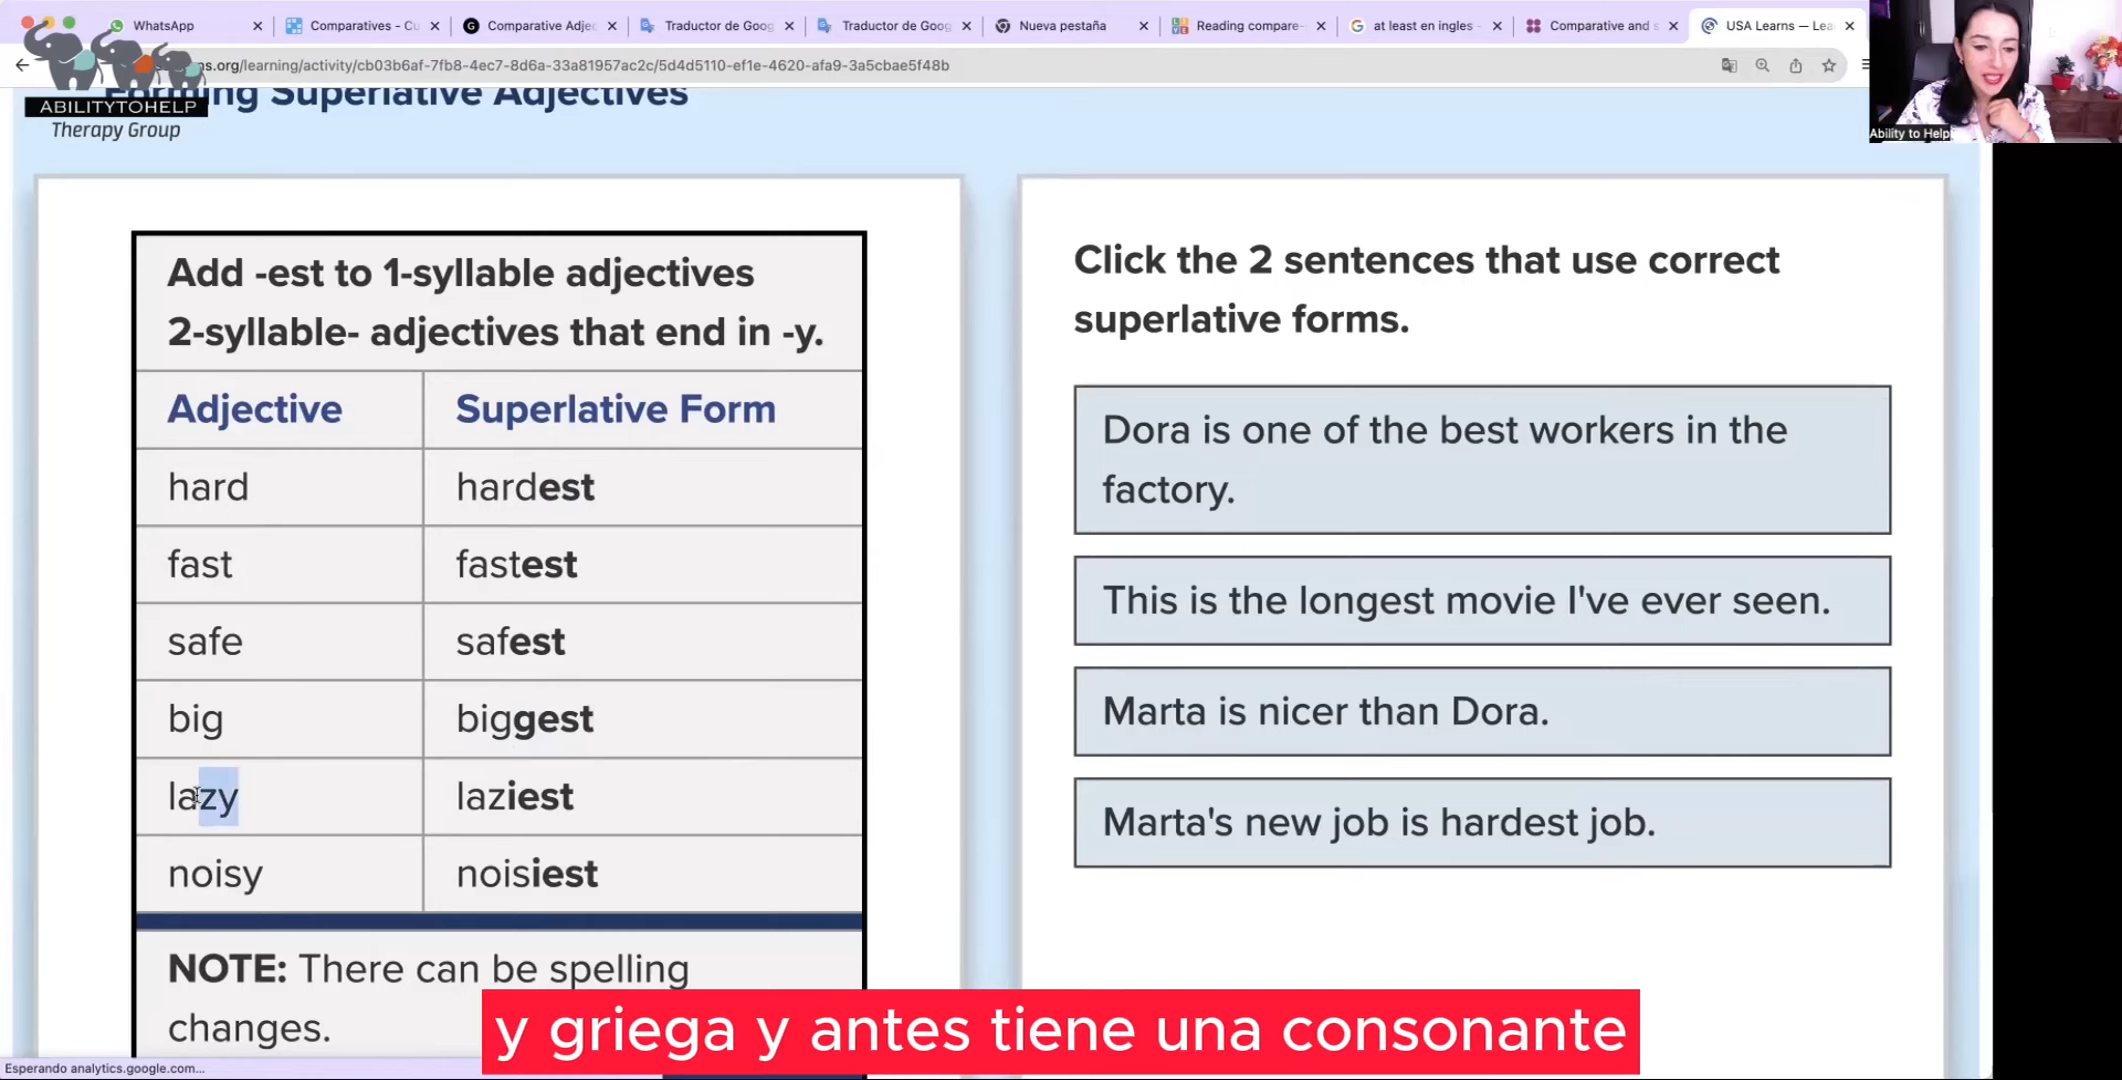 WhatsApp
Comparatives - Cu
Comparative Adjec
Traductor de Goog
Traductor de Goog
Nueva pestaña
Reading compare-
at least en ingles -
Comparative and s
USA Learns — Lea
ns.org/learning/activity/cb03b6af-7fb8-4ec7-8d6a-33a81957ac2c/5d4d5110-ef1e-4620-afa9-3a5cbae5f48b
ABILITYTOHELP
Therapy Group
Ability to Help
Forming Superlative Adjectives
Add -est to 1-syllable adjectives
2-syllable- adjectives that end in -y.
Adjective Superlative Form
hard hardest
fast fastest
safe safest
big biggest
lazy laziest
noisy noisiest
NOTE: There can be spelling
changes.
Click the 2 sentences that use correct
superlative forms.
Dora is one of the best workers in the
factory.
This is the longest movie I've ever seen.
Marta is nicer than Dora.
Marta's new job is hardest job.
y griega y antes tiene una consonante
Esperando analytics.google.com...